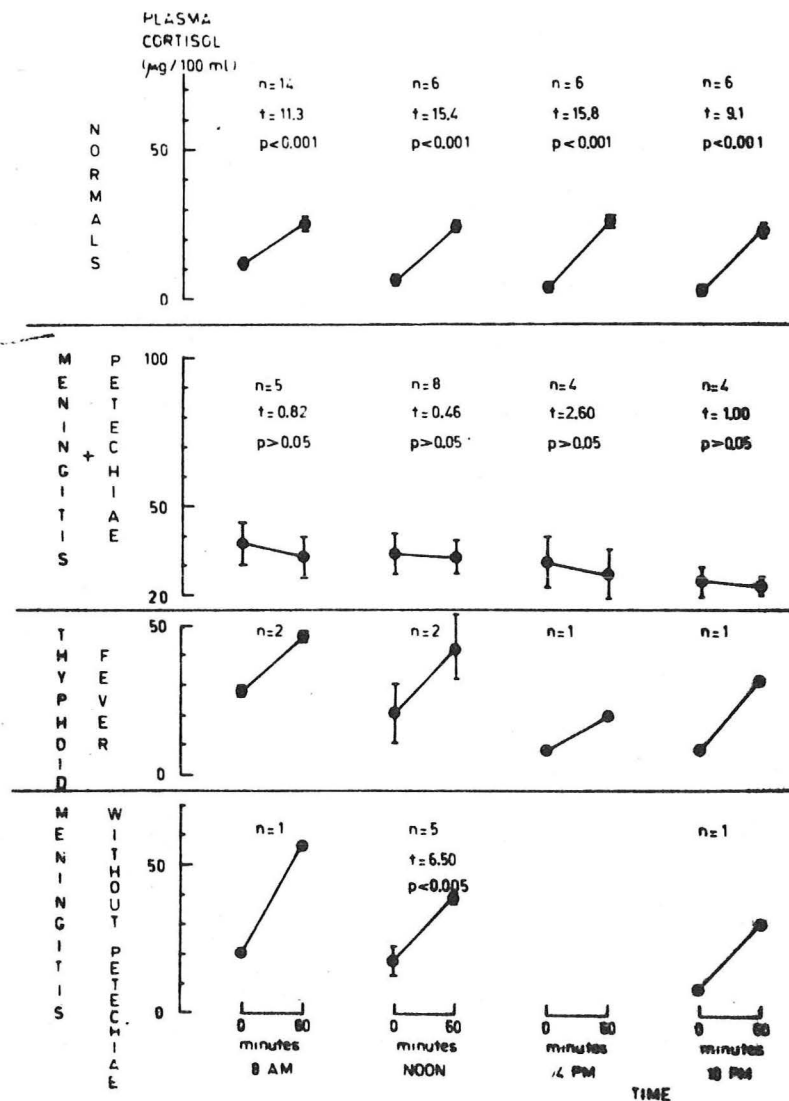 PLASMA
CORTISOL
(µg/100 ml)
n=14 n=6 n=6 n=6
t=11.3 t=15.4 t=15.8 t=9.1
p<0.001 p<0.001 p<0.001 p<0.001
50
0
NORMALS
100
n=5 n=8 n=4 n=4
t=0.82 t=0.46 t=2.60 t=1.00
p>0.05 p>0.05 p>0.05 p>0.05
50
20
MENINGITIS + PETECHIAE
50
n=2 n=2 n=1 n=1
0
THYPHOID FEVER
n=1 n=5 n=1
t=6.50
p<0.005
50
0
MENINGITIS WITHOUT PETECHIAE
0 60 0 60 0 60 0 60
minutes minutes minutes minutes
8 AM NOON 4 PM 10 PM
TIME